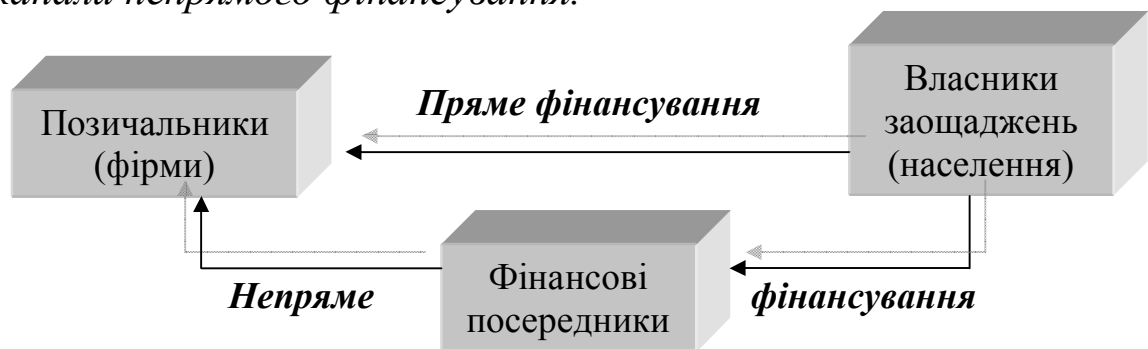 канали непрямого фінансування.
Позичальники
(фірми)
Пряме фінансування
Власники
заощаджень
(населення)
Непряме
Фінансові
посередники
фінансування